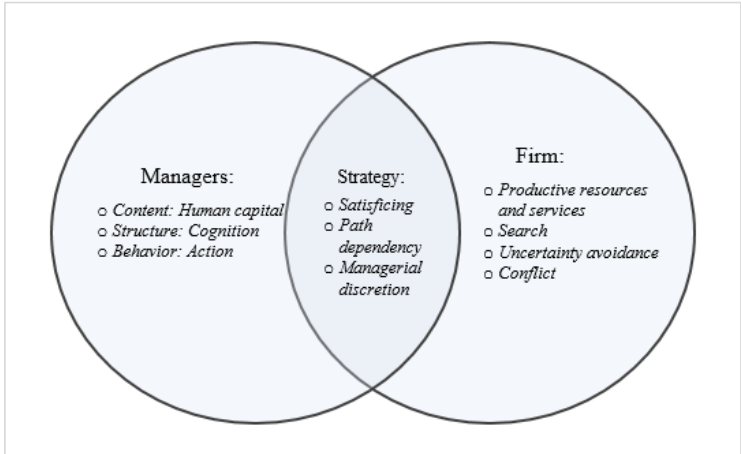 Managers:
○ Content: Human capital
○ Structure: Cognition
○ Behavior: Action
Strategy:
○ Satisficing
○ Path
dependency
○ Managerial
discretion
Firm:
○ Productive resources
and services
○ Search
○ Uncertainty avoidance
○ Conflict